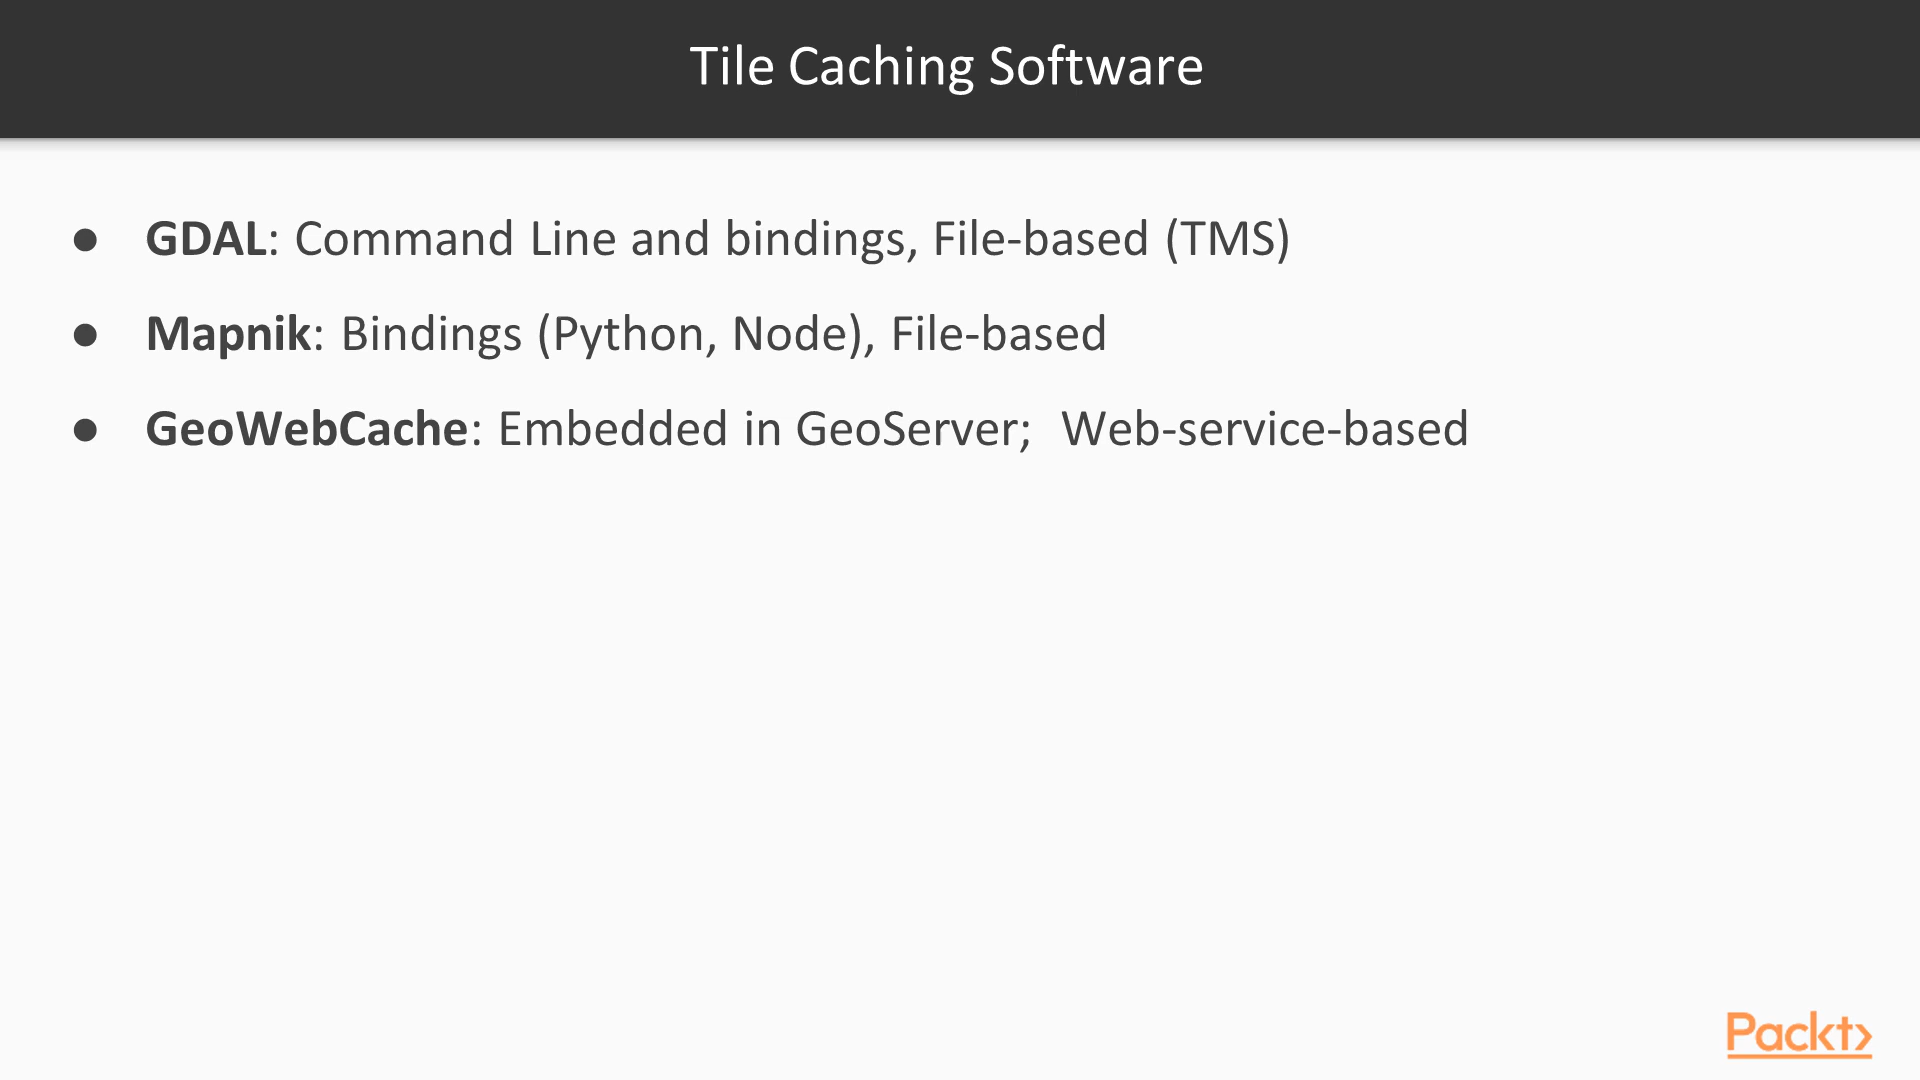 Tile Caching Software
● GDAL: Command Line and bindings, File-based (TMS)
● Mapnik: Bindings (Python, Node), File-based
● GeoWebCache: Embedded in GeoServer;  Web-service-based
Packt>